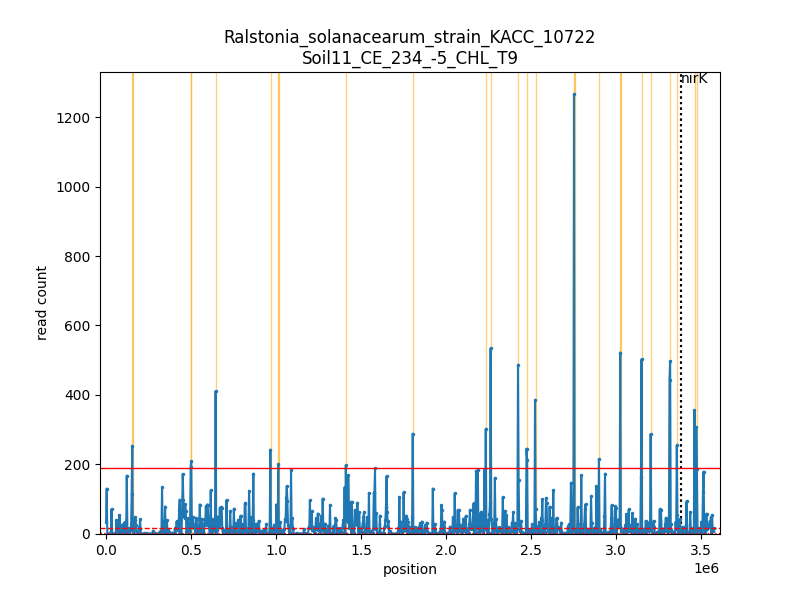 Ralstonia_solanacearum_strain_KACC_10722
Soil11_CE_234_-5_CHL_T9
nirK
1200
1000
800
600
400
200
0
read count
0.0 0.5 1.0 1.5 2.0 2.5 3.0 3.5
1e6
position